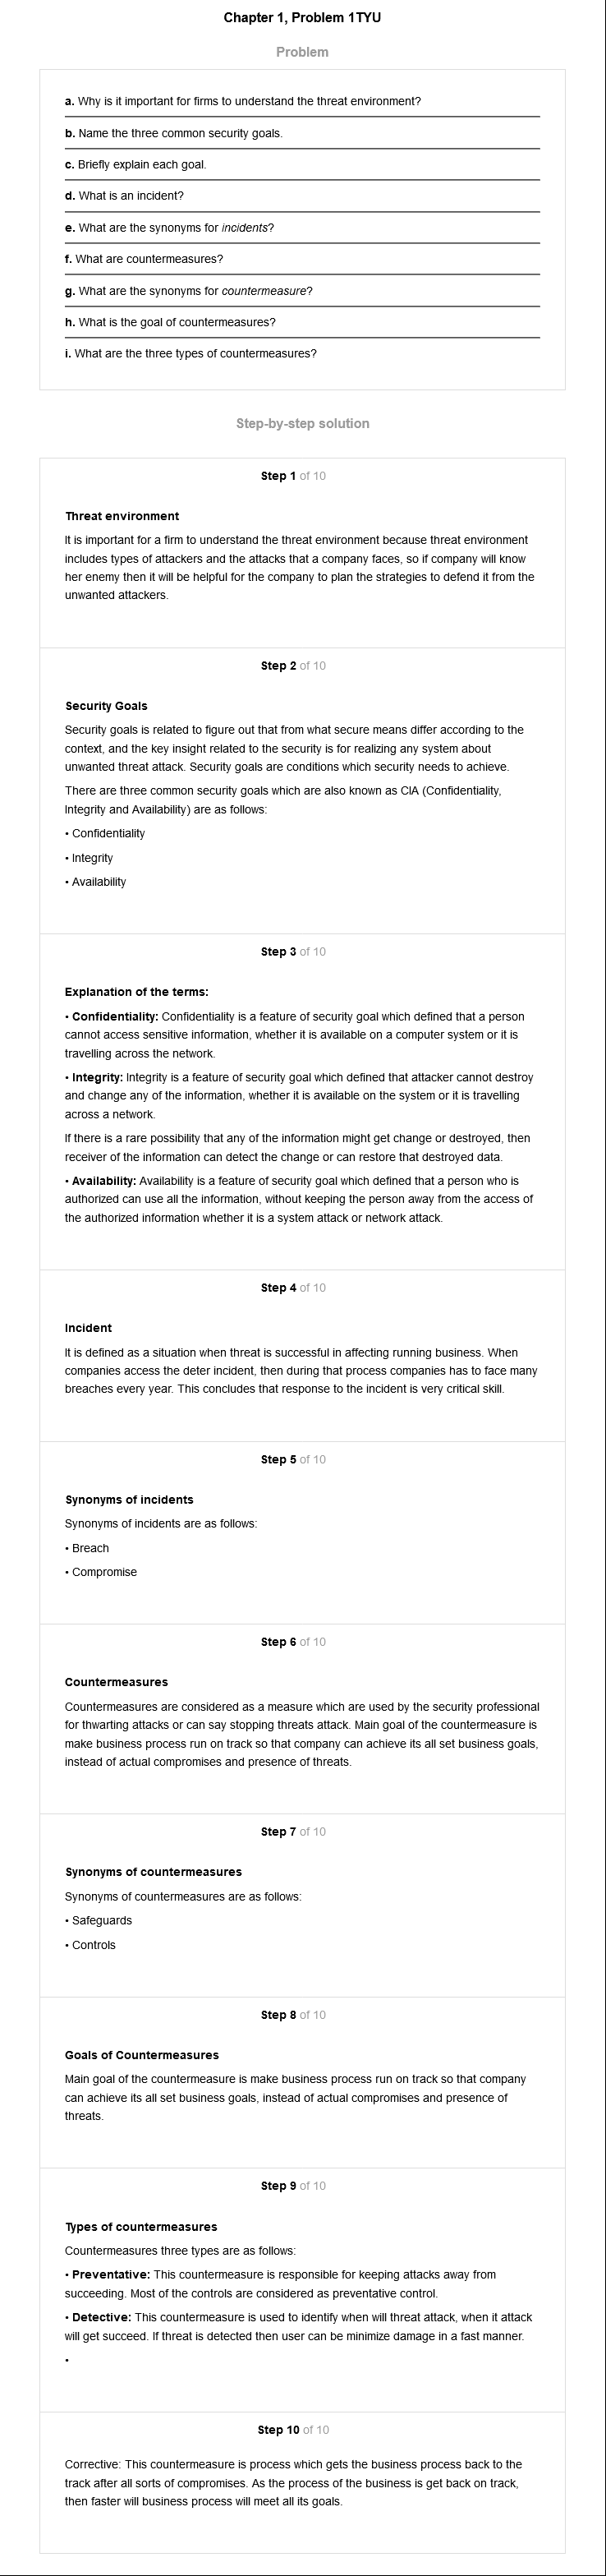 Chapter 1, Problem 1TYU
Problem
a. Why is it important for firms to understand the threat environment?
b. Name the three common security goals.
c. Briefly explain each goal.
d. What is an incident?
e. What are the synonyms for incidents?
f. What are countermeasures?
g. What are the synonyms for countermeasure?
h. What is the goal of countermeasures?
i. What are the three types of countermeasures?
Step-by-step solution
Step 1 of 10
Threat environment
It is important for a firm to understand the threat environment because threat environment
includes types of attackers and the attacks that a company faces, so if company will know
her enemy then it will be helpful for the company to plan the strategies to defend it from the
unwanted attackers.
Step 2 of 10
Security Goals
Security goals is related to figure out that from what secure means differ according to the
context, and the key insight related to the security is for realizing any system about
unwanted threat attack. Security goals are conditions which security needs to achieve.
There are three common security goals which are also known as CIA (Confidentiality,
Integrity and Availability) are as follows:
• Confidentiality
• Integrity
• Availability
Step 3 of 10
Explanation of the terms:
• Confidentiality: Confidentiality is a feature of security goal which defined that a person
cannot access sensitive information, whether it is available on a computer system or it is
travelling across the network.
• Integrity: Integrity is a feature of security goal which defined that attacker cannot destroy
and change any of the information, whether it is available on the system or it is travelling
across a network.
If there is a rare possibility that any of the information might get change or destroyed, then
receiver of the information can detect the change or can restore that destroyed data.
• Availability: Availability is a feature of security goal which defined that a person who is
authorized can use all the information, without keeping the person away from the access of
the authorized information whether it is a system attack or network attack.
Step 4 of 10
Incident
It is defined as a situation when threat is successful in affecting running business. When
companies access the deter incident, then during that process companies has to face many
breaches every year. This concludes that response to the incident is very critical skill.
Step 5 of 10
Synonyms of incidents
Synonyms of incidents are as follows:
• Breach
• Compromise
Step 6 of 10
Countermeasures
Countermeasures are considered as a measure which are used by the security professional
for thwarting attacks or can say stopping threats attack. Main goal of the countermeasure is
make business process run on track so that company can achieve its all set business goals,
instead of actual compromises and presence of threats.
Step 7 of 10
Synonyms of countermeasures
Synonyms of countermeasures are as follows:
• Safeguards
• Controls
Step 8 of 10
Goals of Countermeasures
Main goal of the countermeasure is make business process run on track so that company
can achieve its all set business goals, instead of actual compromises and presence of
threats.
Step 9 of 10
Types of countermeasures
Countermeasures three types are as follows:
• Preventative: This countermeasure is responsible for keeping attacks away from
succeeding. Most of the controls are considered as preventative control.
• Detective: This countermeasure is used to identify when will threat attack, when it attack
will get succeed. If threat is detected then user can be minimize damage in a fast manner.
•
Step 10 of 10
Corrective: This countermeasure is process which gets the business process back to the
track after all sorts of compromises. As the process of the business is get back on track,
then faster will business process will meet all its goals.